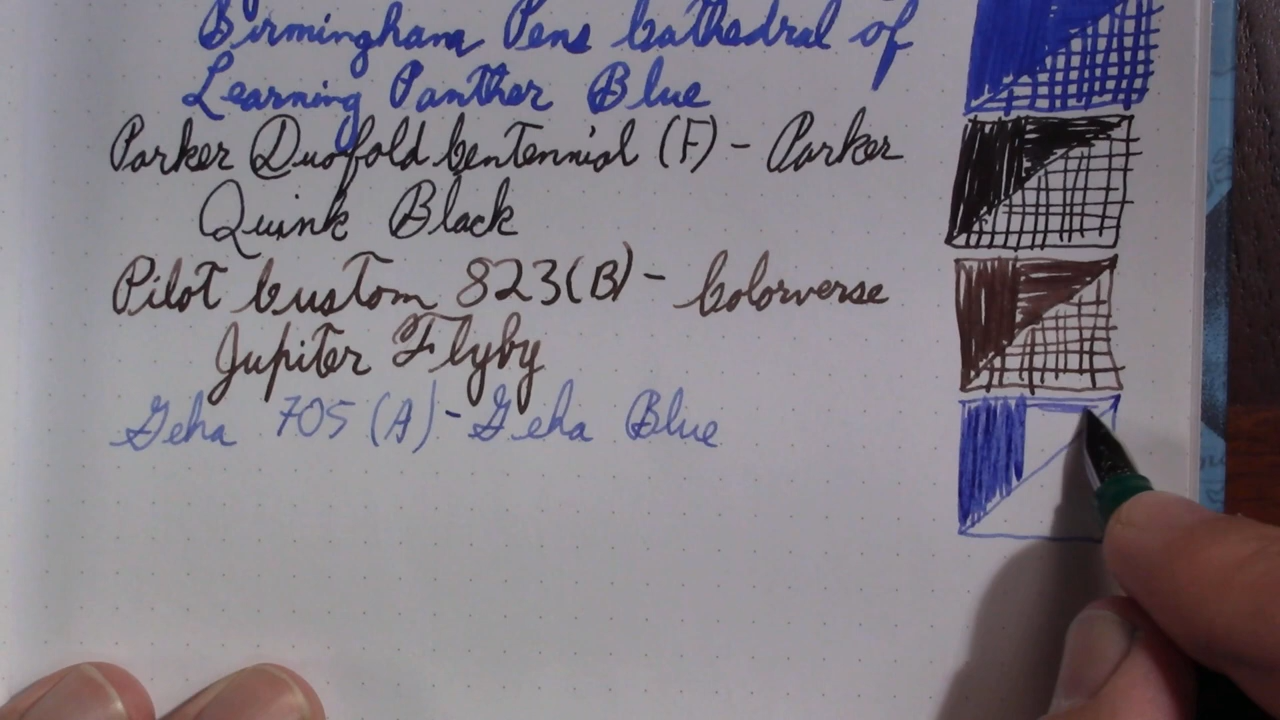 Birmingham Pens Cathedral of
Learning Panther Blue
Parker Duofold Centennial (F) - Parker
Quink Black
Pilot Custom 823 (B) - Colorverse
Jupiter Flyby
Geha 705 (A) - Geha Blue